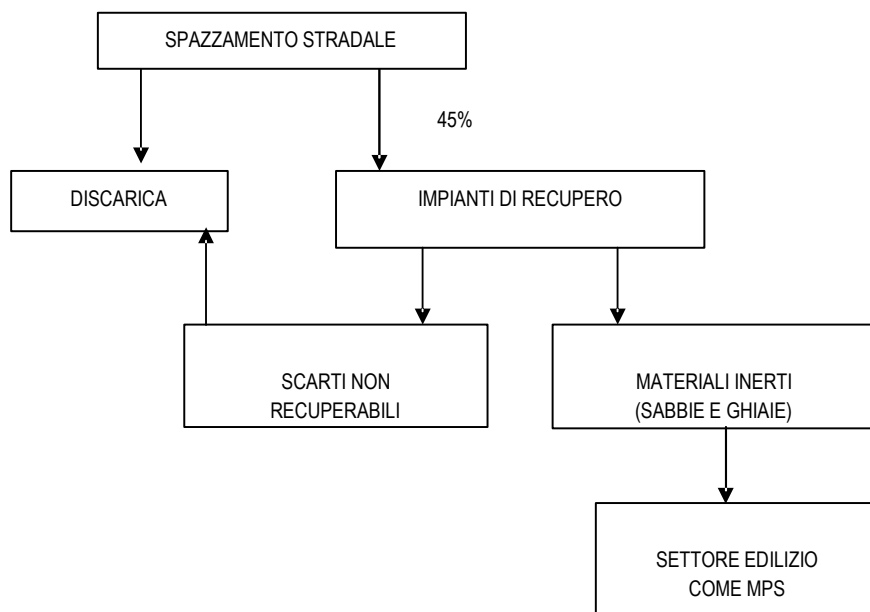 SPAZZAMENTO STRADALE
45%
DISCARICA
IMPIANTI DI RECUPERO
SCARTI NON
RECUPERABILI
MATERIALI INERTI
(SABBIE E GHIAIE)
SETTORE EDILIZIO
COME MPS